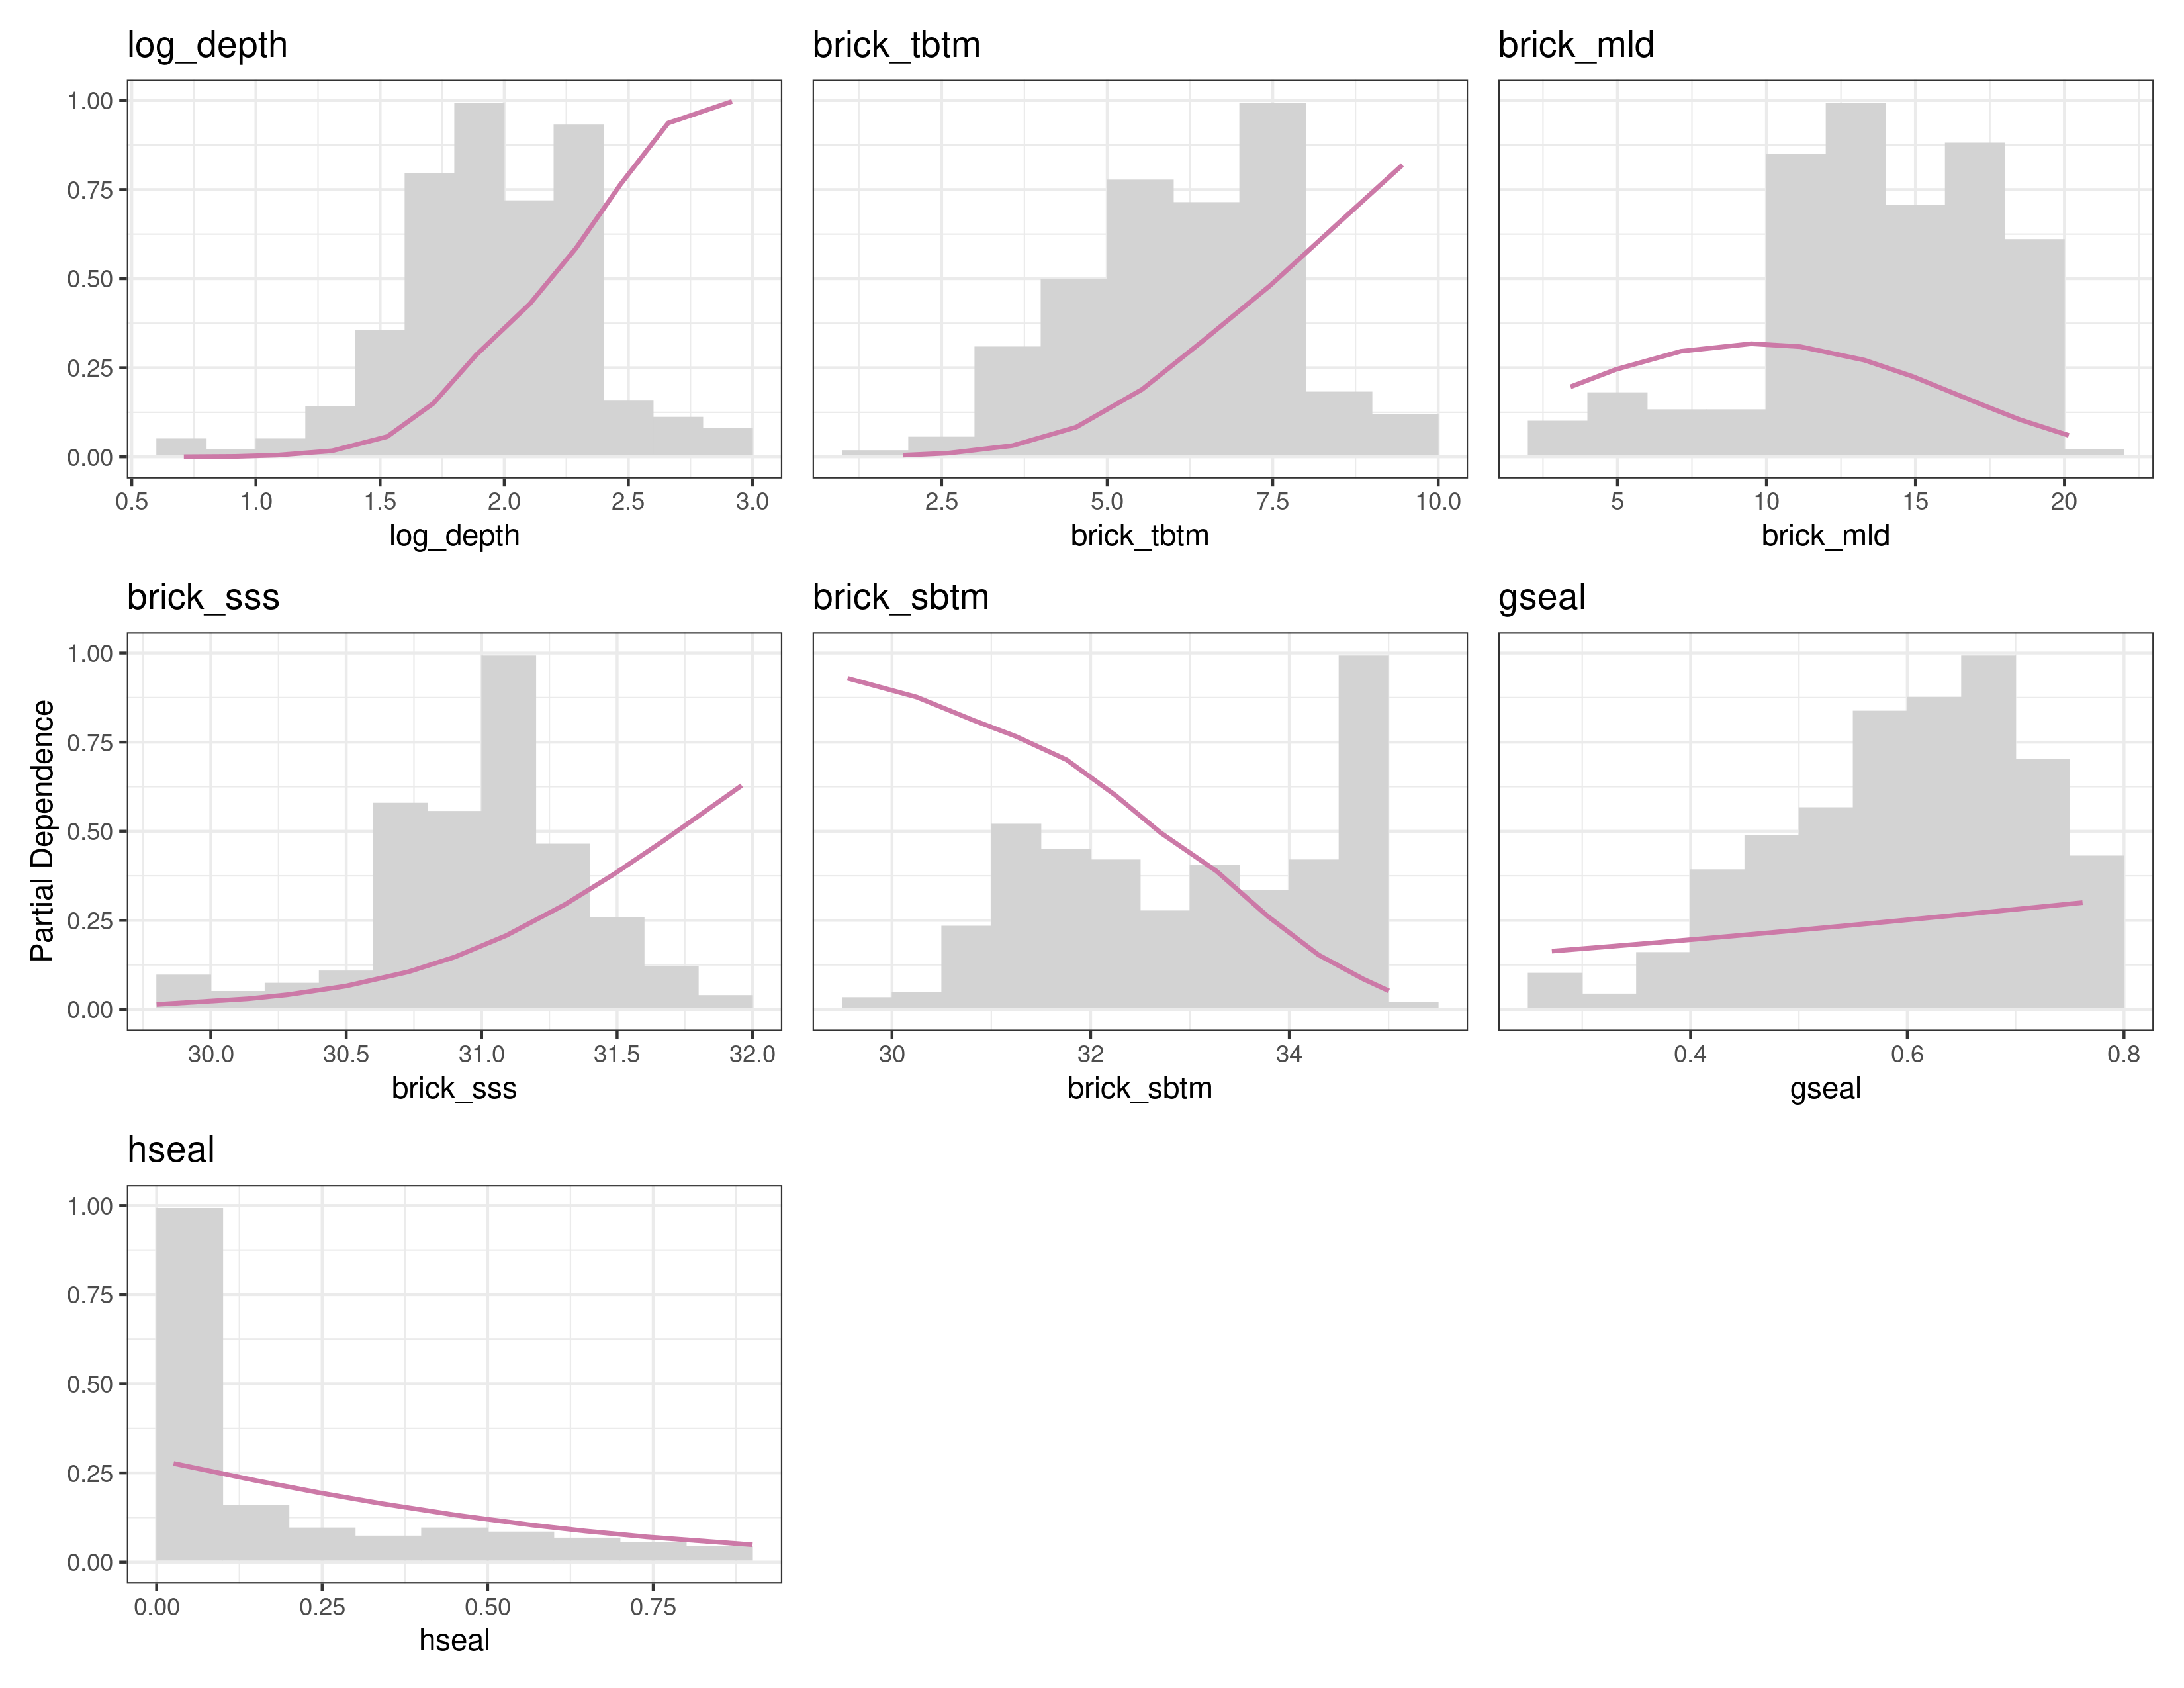 log_depth
brick_tbtm
brick_mld
1.00
0.75
0.50
0.25
0.00
0.5 1.0 1.5 2.0 2.5 3.0
2.5 5.0 7.5 10.0
5 10 15 20
log_depth
brick_tbtm
brick_mld
brick_sss
brick_sbtm
gseal
Partial Dependence
1.00
0.75
0.50
0.25
0.00
30.0 30.5 31.0 31.5 32.0
30 32 34
0.4 0.6 0.8
brick_sss
brick_sbtm
gseal
hseal
1.00
0.75
0.50
0.25
0.00
0.00 0.25 0.50 0.75
hseal